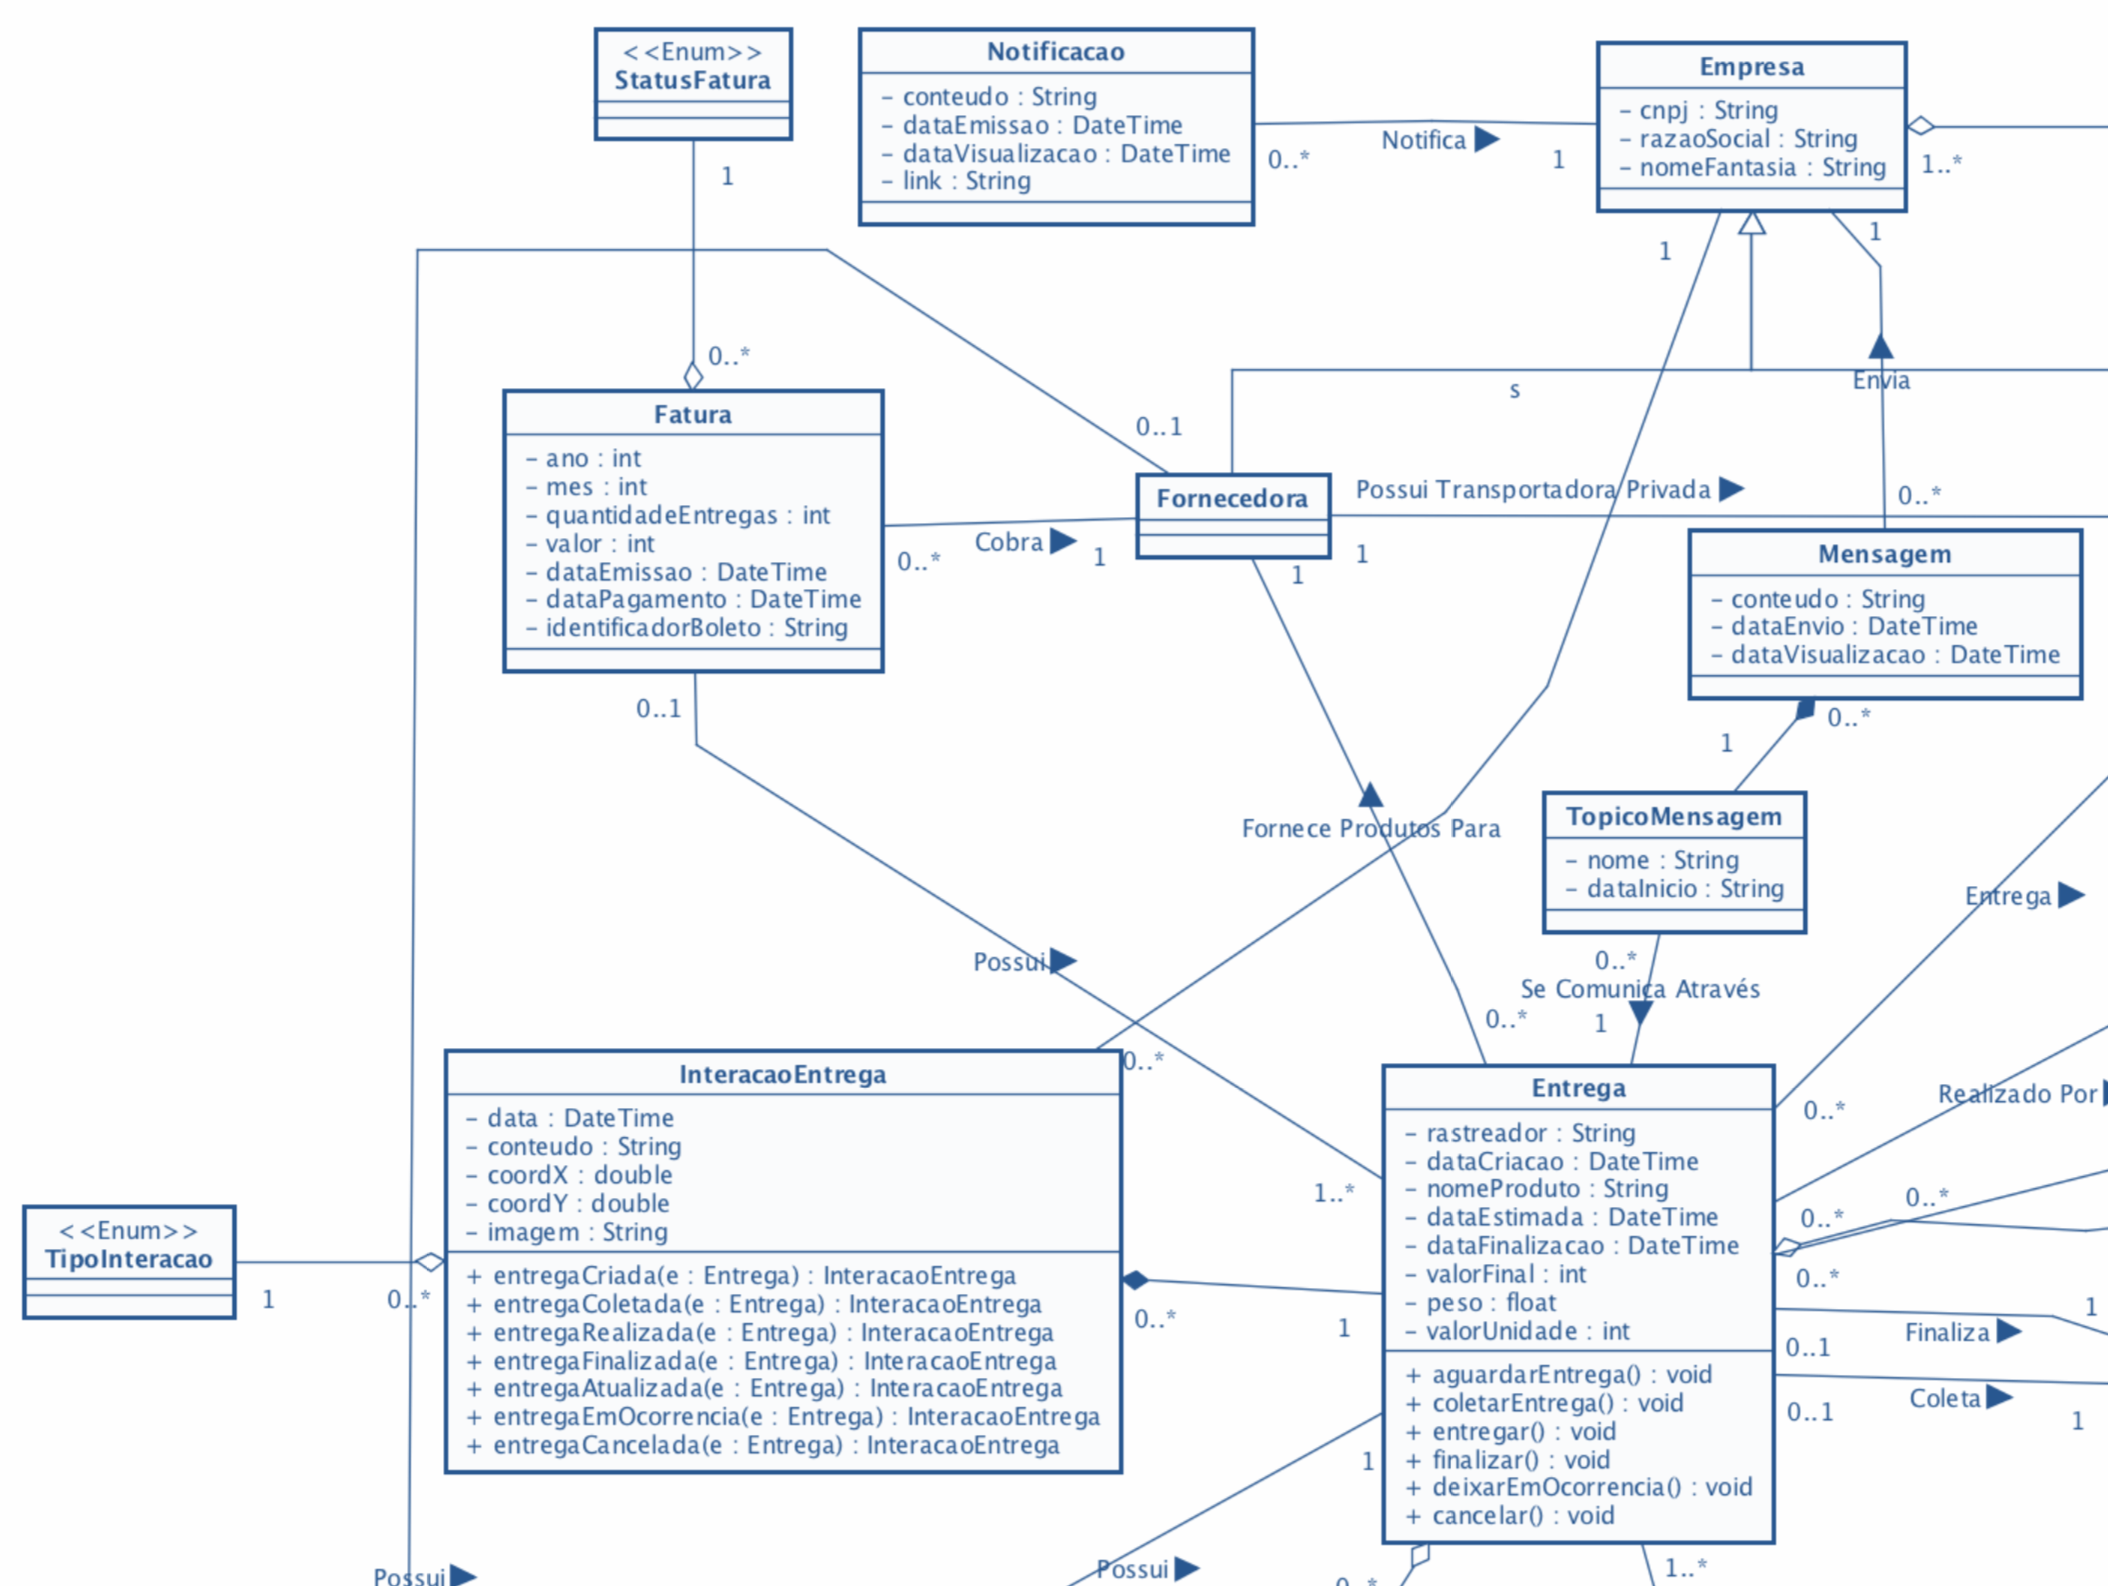 <<Enum>>
StatusFatura
1
0..*
Notificacao
- conteudo : String
- dataEmissao : DateTime
- dataVisualizacao : DateTime
- link : String
0..*
Notifica
1
Empresa
- cnpj : String
- razaoSocial : String
- nomeFantasia : String
1..*
1
1
s
Envia
0..*
Fatura
- ano : int
- mes : int
- quantidadeEntregas : int
- valor : int
- dataEmissao : DateTime
- dataPagamento : DateTime
- identificadorBoleto : String
0..*
Cobra
1
0..1
0..1
Fornecedora
Possui Transportadora Privada
1
1
Mensagem
- conteudo : String
- dataEnvio : DateTime
- dataVisualizacao : DateTime
0..*
1
Fornece Produtos Para
TopicoMensagem
- nome : String
- dataInicio : String
Entrega
0..*
Se Comunica Através
1
0..*
Possui
0..*
1..*
InteracaoEntrega
- data : DateTime
- conteudo : String
- coordX : double
- coordY : double
- imagem : String
+ entregaCriada(e : Entrega) : InteracaoEntrega
+ entregaColetada(e : Entrega) : InteracaoEntrega
+ entregaRealizada(e : Entrega) : InteracaoEntrega
+ entregaFinalizada(e : Entrega) : InteracaoEntrega
+ entregaAtualizada(e : Entrega) : InteracaoEntrega
+ entregaEmOcorrencia(e : Entrega) : InteracaoEntrega
+ entregaCancelada(e : Entrega) : InteracaoEntrega
<<Enum>>
TipoInteracao
1
0..*
0..*
1
Entrega
- rastreador : String
- dataCriacao : DateTime
- nomeProduto : String
- dataEstimada : DateTime
- dataFinalizacao : DateTime
- valorFinal : int
- peso : float
- valorUnidade : int
+ aguardarEntrega() : void
+ coletarEntrega() : void
+ entregar() : void
+ finalizar() : void
+ deixarEmOcorrencia() : void
+ cancelar() : void
0..*
Realizado Por
0..*
0..*
0..*
1
Finaliza
0..1
Coleta
0..1
1
1
Possui
Possui
0..*
1..*